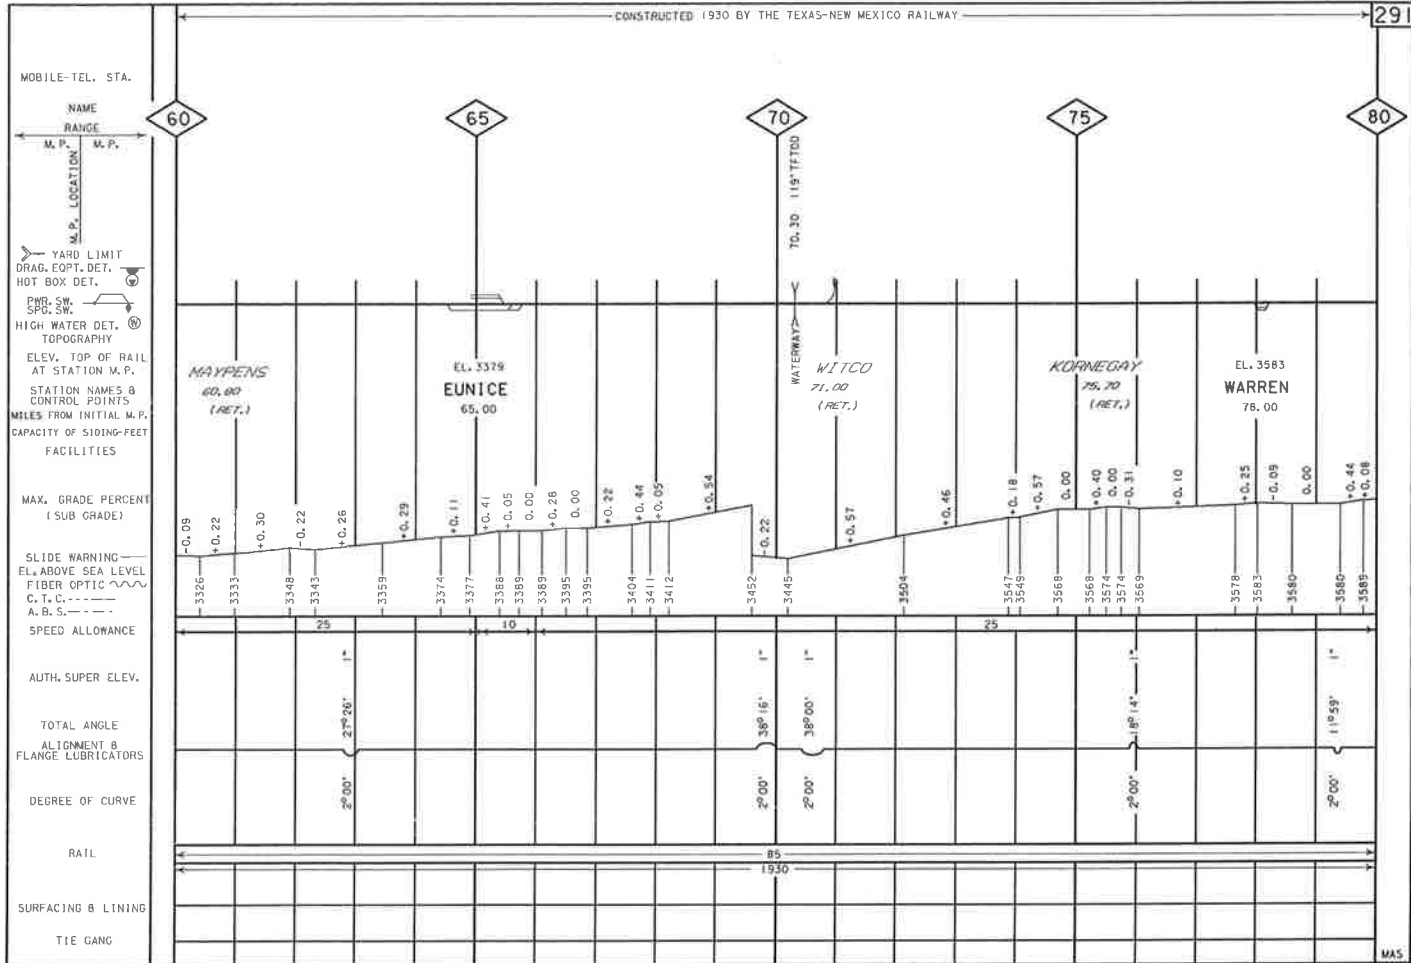 CONSTRUCTED 1930 BY THE TEXAS-NEW MEXICO RAILWAY
291
MOBILE-TEL. STA.
NAME
RANGE
M.P. M.P.
M.P. LOCATION
60
65
70
75
80
70.30 119' TFTOD
YARD LIMIT
DRAG. EQPT. DET.
HOT BOX DET.
PWR. SW.
SPG. SW.
HIGH WATER DET. W
TOPOGRAPHY
WATERWAY
ELEV. TOP OF RAIL
AT STATION M.P.
STATION NAMES &
CONTROL POINTS
MILES FROM INITIAL M.P.
CAPACITY OF SIDING-FEET
FACILITIES
MAYPENS
60.80
(RET.)
EL. 3379
EUNICE
65.00
WITCO
71.00
(RET.)
KORNEGAY
75.70
(RET.)
EL. 3583
WARREN
78.00
MAX. GRADE PERCENT
(SUB GRADE)
-0.09 +0.22 +0.30 -0.22 +0.26 +0.29 +0.11 +0.41 +0.05 0.00 +0.28 0.00 +0.22 +0.44 +0.05 +0.54 -0.22 +0.57 +0.46 +0.18 +0.57 0.00 +0.40 0.00 -0.31 +0.10 +0.25 -0.09 0.00 +0.44 +0.08
SLIDE WARNING
EL. ABOVE SEA LEVEL
FIBER OPTIC
C.T.C.
A.B.S.
3326 3333 3348 3343 3359 3374 3377 3388 3389 3389 3395 3395 3404 3411 3412 3452 3445 3504 3547 3549 3568 3568 3574 3574 3569 3578 3583 3580 3580 3585
SPEED ALLOWANCE
25 10 25
AUTH. SUPER ELEV.
1" 1" 1" 1" 1"
TOTAL ANGLE
27°26' 38°16' 38°00' 18°14' 11°59'
ALIGNMENT &
FLANGE LUBRICATORS
DEGREE OF CURVE
2°00' 2°00' 2°00' 2°00' 2°00'
RAIL
85
1930
SURFACING & LINING
TIE GANG
MAS